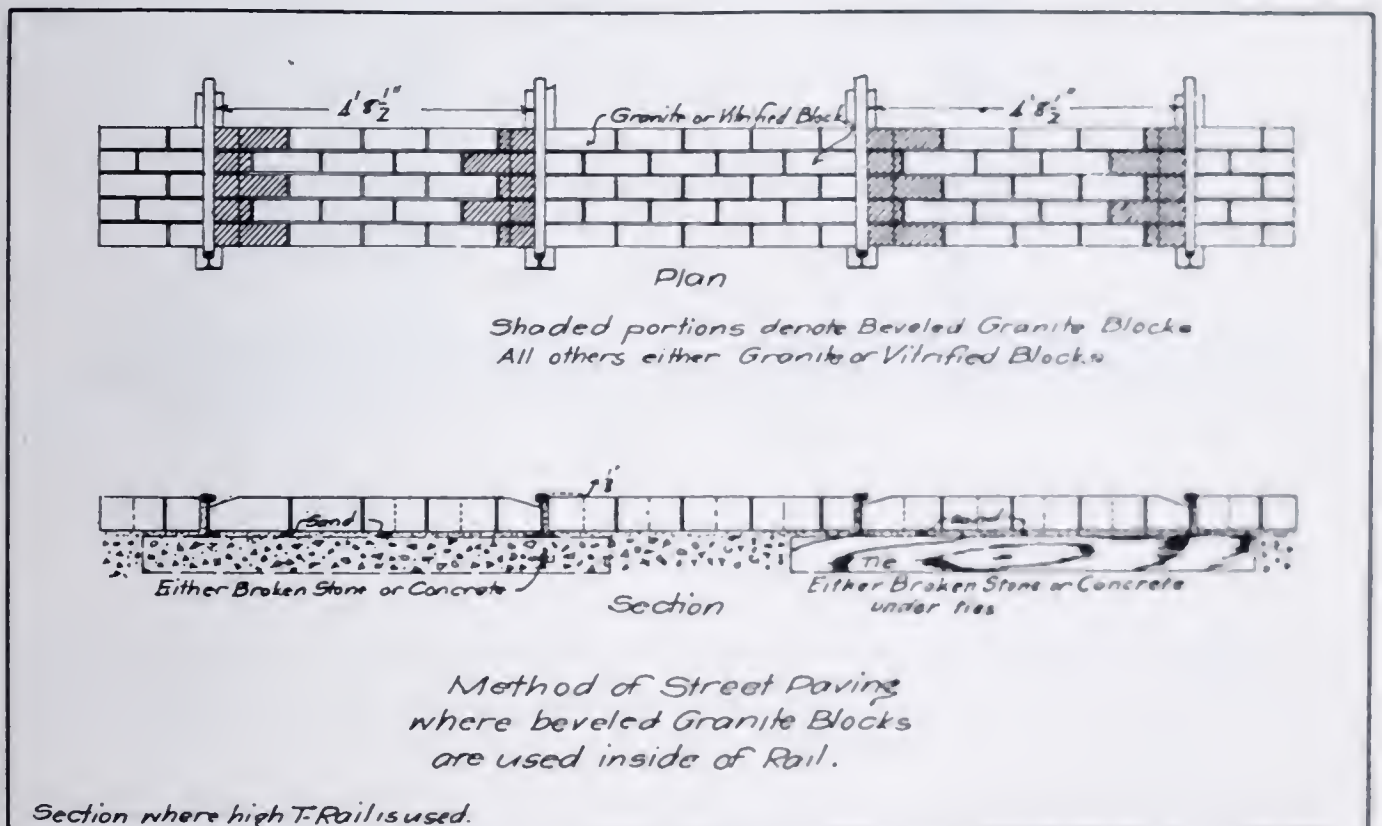 4' 8 1/2"
4' 8 1/2"
Granite or Vitrified Block
Plan
Shaded portions denote Beveled Granite Blocks
All others either Granite or Vitrified Blocks
Sand
Sand
Tie
Either Broken Stone or Concrete
Either Broken Stone or Concrete
under ties
Section
Method of Street Paving
where beveled Granite Blocks
are used inside of Rail.
Section where high T-Rail is used.